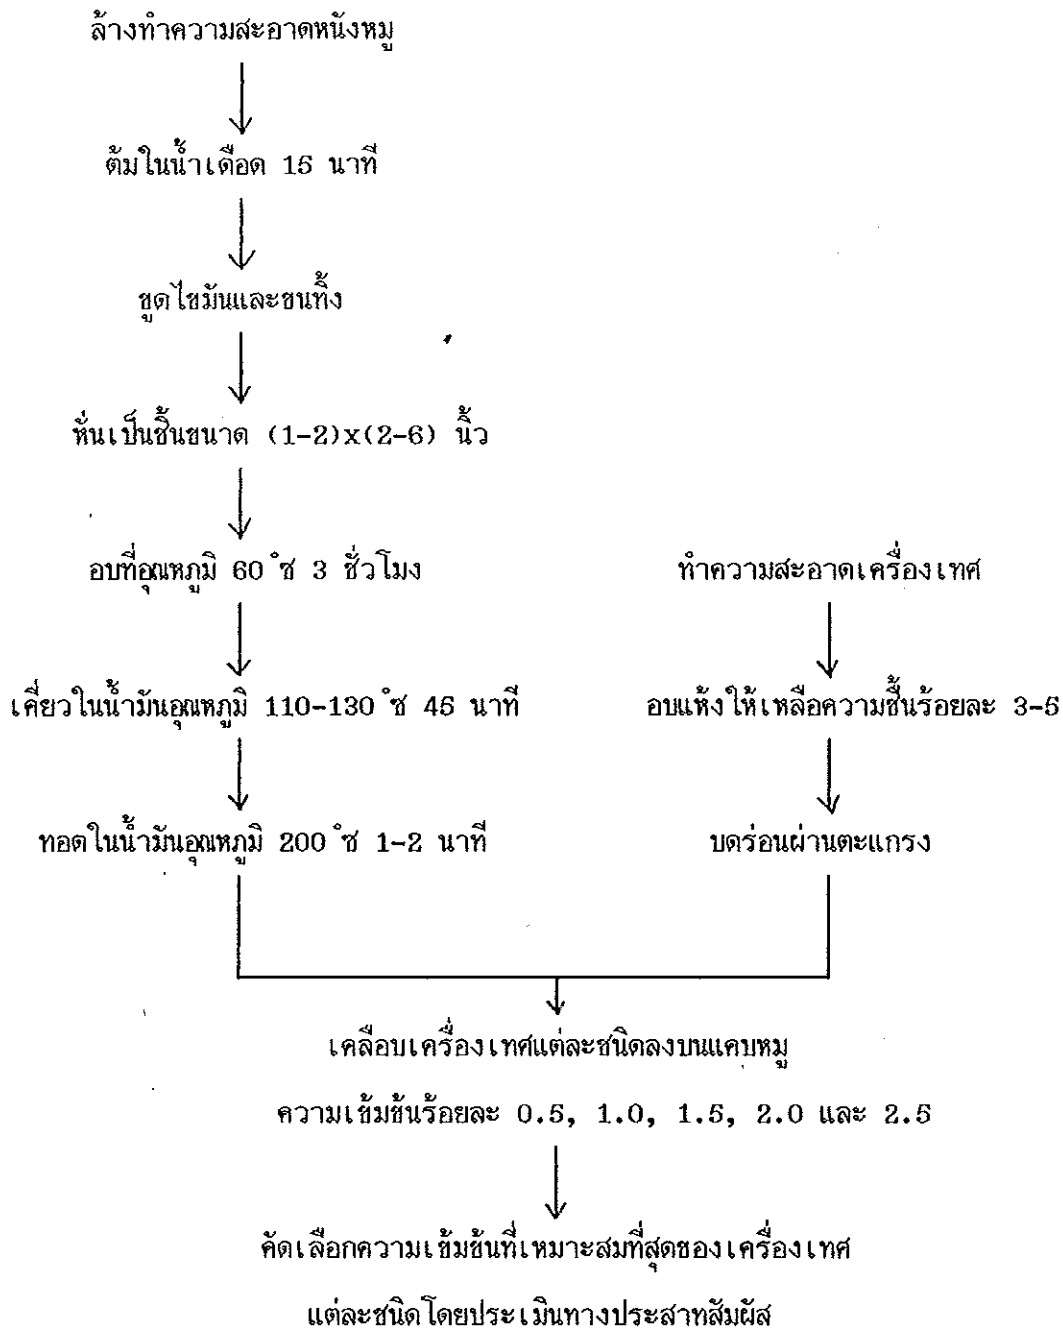 ล้างทำความสะอาดหนังหมู
ต้มในน้ำเดือด 15 นาที
ขูดไขมันและขนทิ้ง
หั่นเป็นชิ้นขนาด (1-2)x(2-6) นิ้ว
อบที่อุณหภูมิ 60 °ซ 3 ชั่วโมง
ทำความสะอาดเครื่องเทศ
เคี่ยวในน้ำมันอุณหภูมิ 110-130 °ซ 45 นาที
อบแห้งให้เหลือความชื้นร้อยละ 3-5
ทอดในน้ำมันอุณหภูมิ 200 °ซ 1-2 นาที
บดร่อนผ่านตะแกรง
เคลือบเครื่องเทศแต่ละชนิดลงบนแคบหมู
ความเข้มข้นร้อยละ 0.5, 1.0, 1.5, 2.0 และ 2.5
คัดเลือกความเข้มข้นที่เหมาะสมที่สุดของเครื่องเทศ
แต่ละชนิดโดยประเมินทางประสาทสัมผัส